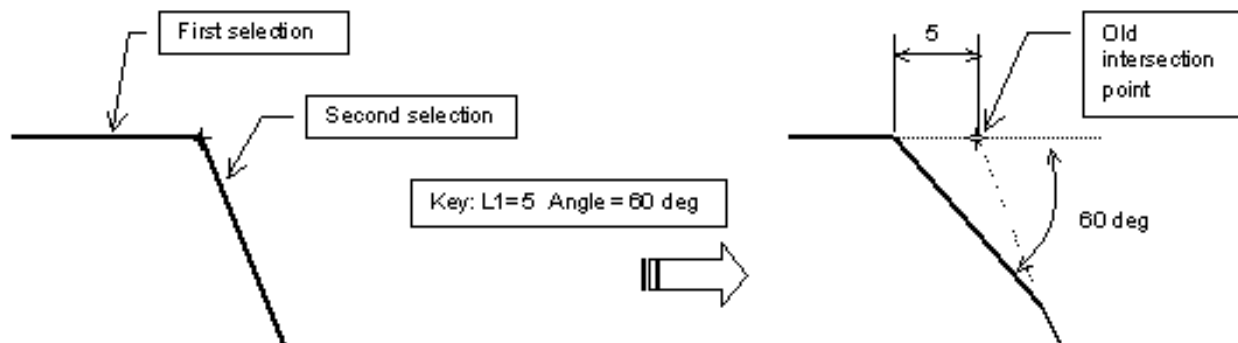 First selection
Second selection
Key: L1=5 Angle = 60 deg
5
Old
intersection
point
60 deg